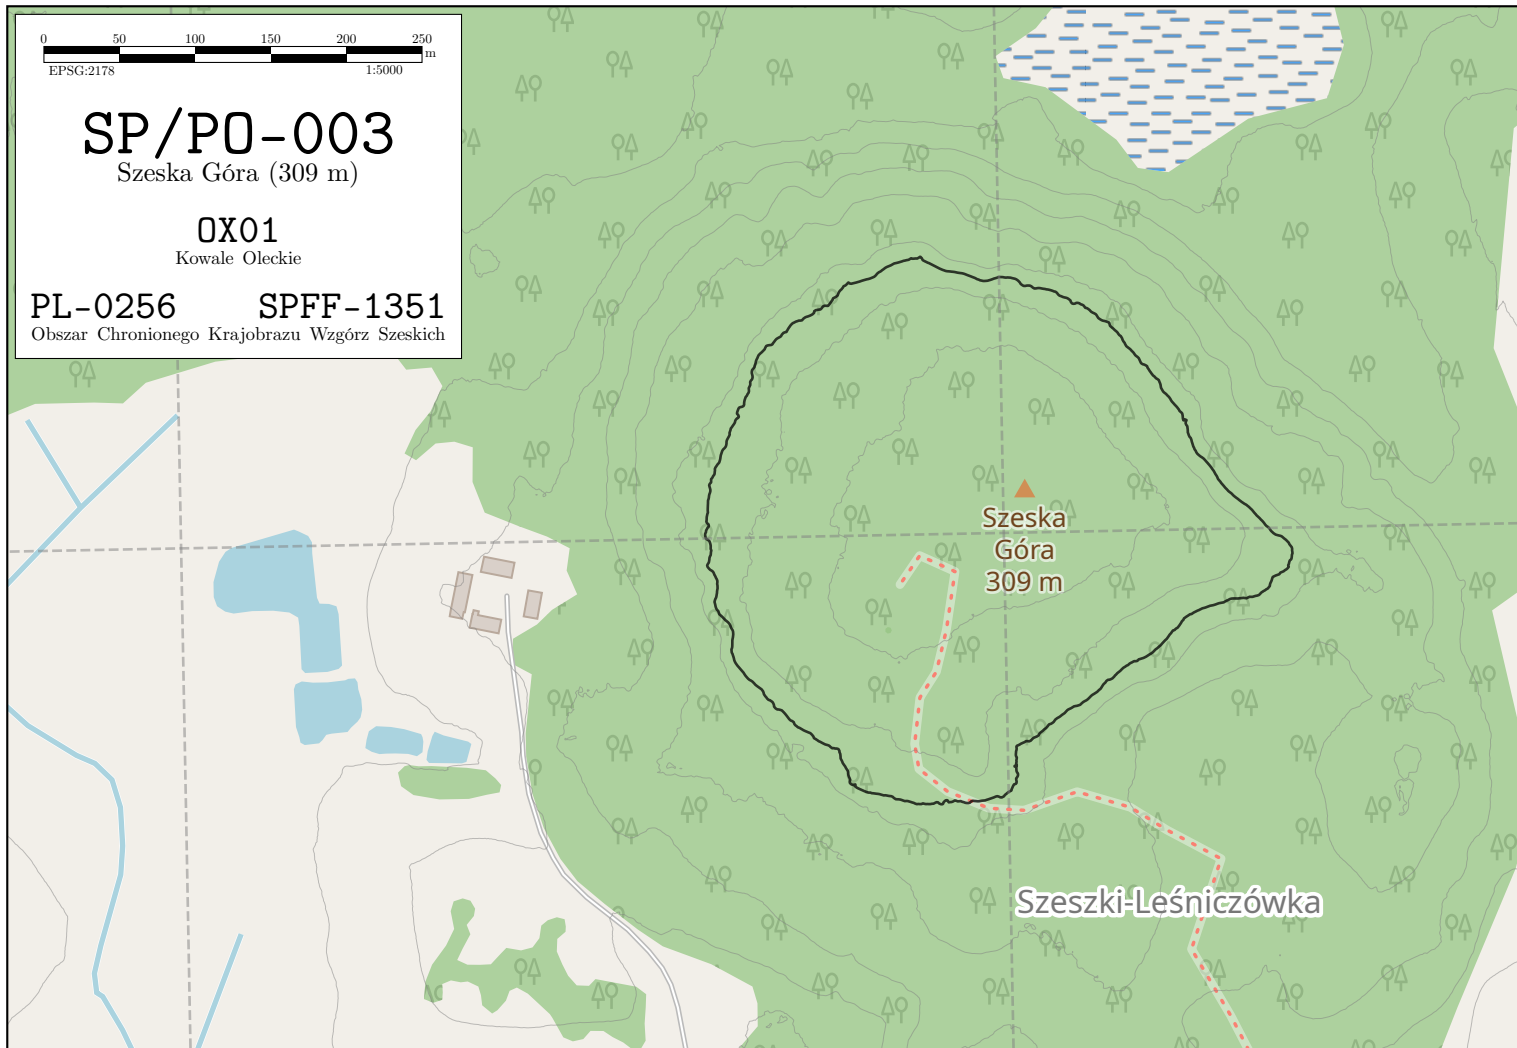 0 50 100 150 200 250
m
EPSG:2178 1:5000
SP/PO-003
Szeska Góra (309 m)
OX01
Kowale Oleckie
PL-0256 SPFF-1351
Obszar Chronionego Krajobrazu Wzgórz Szeskich
Szeska
Góra
309 m
Szeszki-Leśniczówka